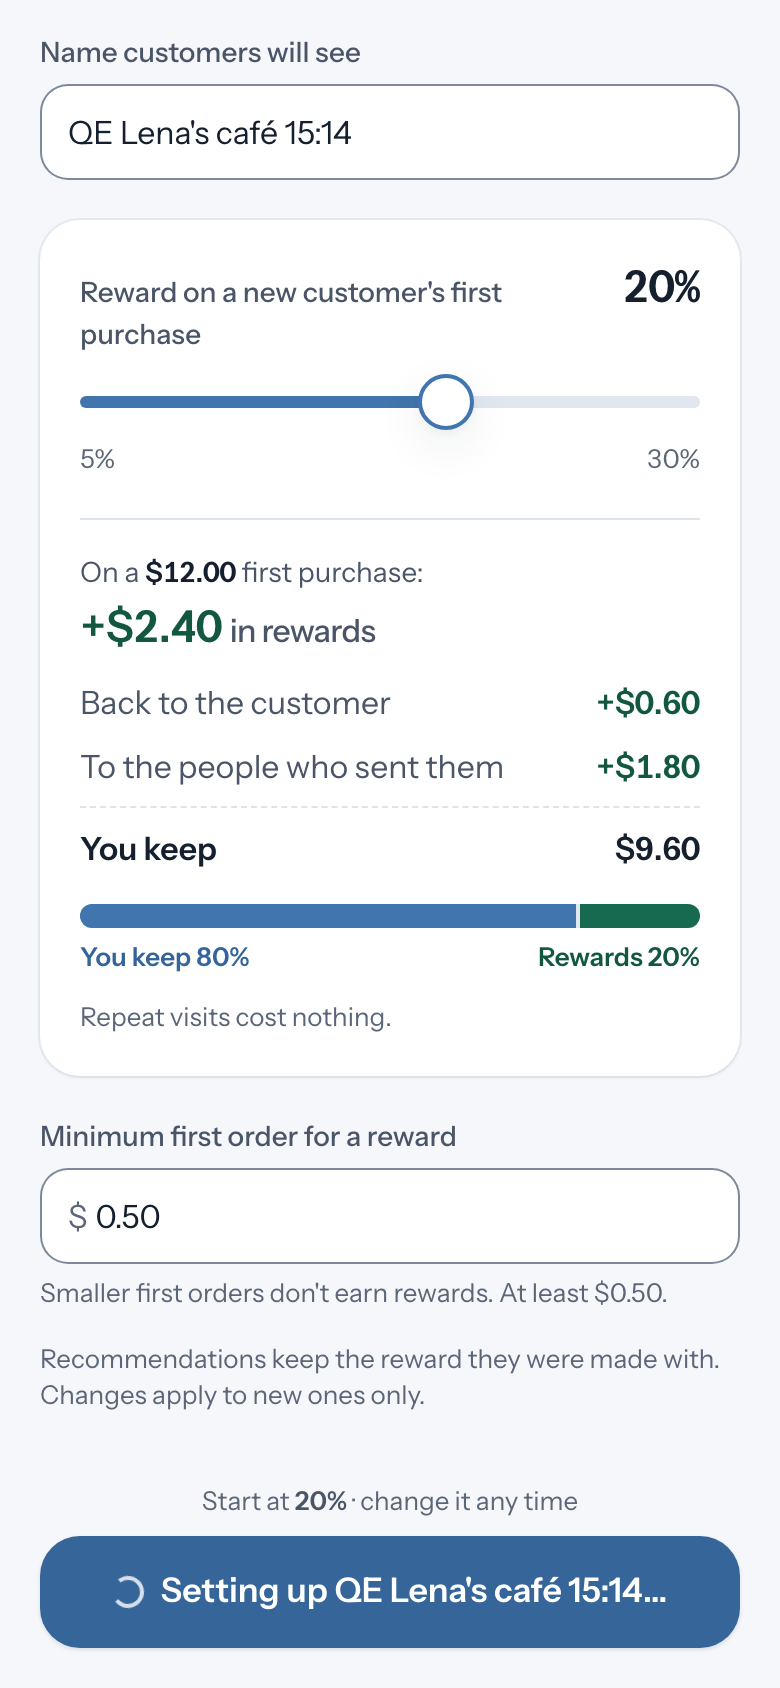 Name customers will see
QE Lena's café 15:14
Reward on a new customer's first
purchase
20%
5%
30%
On a $12.00 first purchase:
+$2.40 in rewards
Back to the customer
+$0.60
To the people who sent them
+$1.80
You keep
$9.60
You keep 80%
Rewards 20%
Repeat visits cost nothing.
Minimum first order for a reward
$ 0.50
Smaller first orders don't earn rewards. At least $0.50.
Recommendations keep the reward they were made with.
Changes apply to new ones only.
Start at 20% · change it any time
Setting up QE Lena's café 15:14...